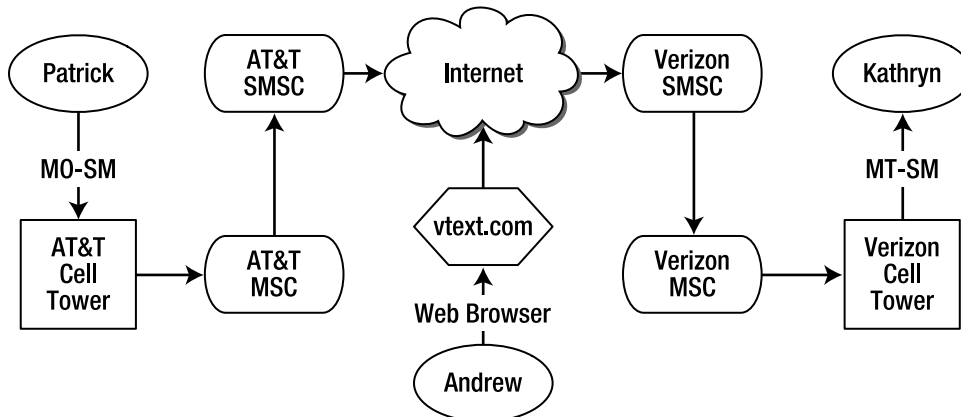 Patrick
AT&T
SMSC
Internet
Verizon
SMSC
Kathryn
MO-SM
MT-SM
AT&T
Cell
Tower
AT&T
MSC
vtext.com
Verizon
MSC
Verizon
Cell
Tower
Web Browser
Andrew